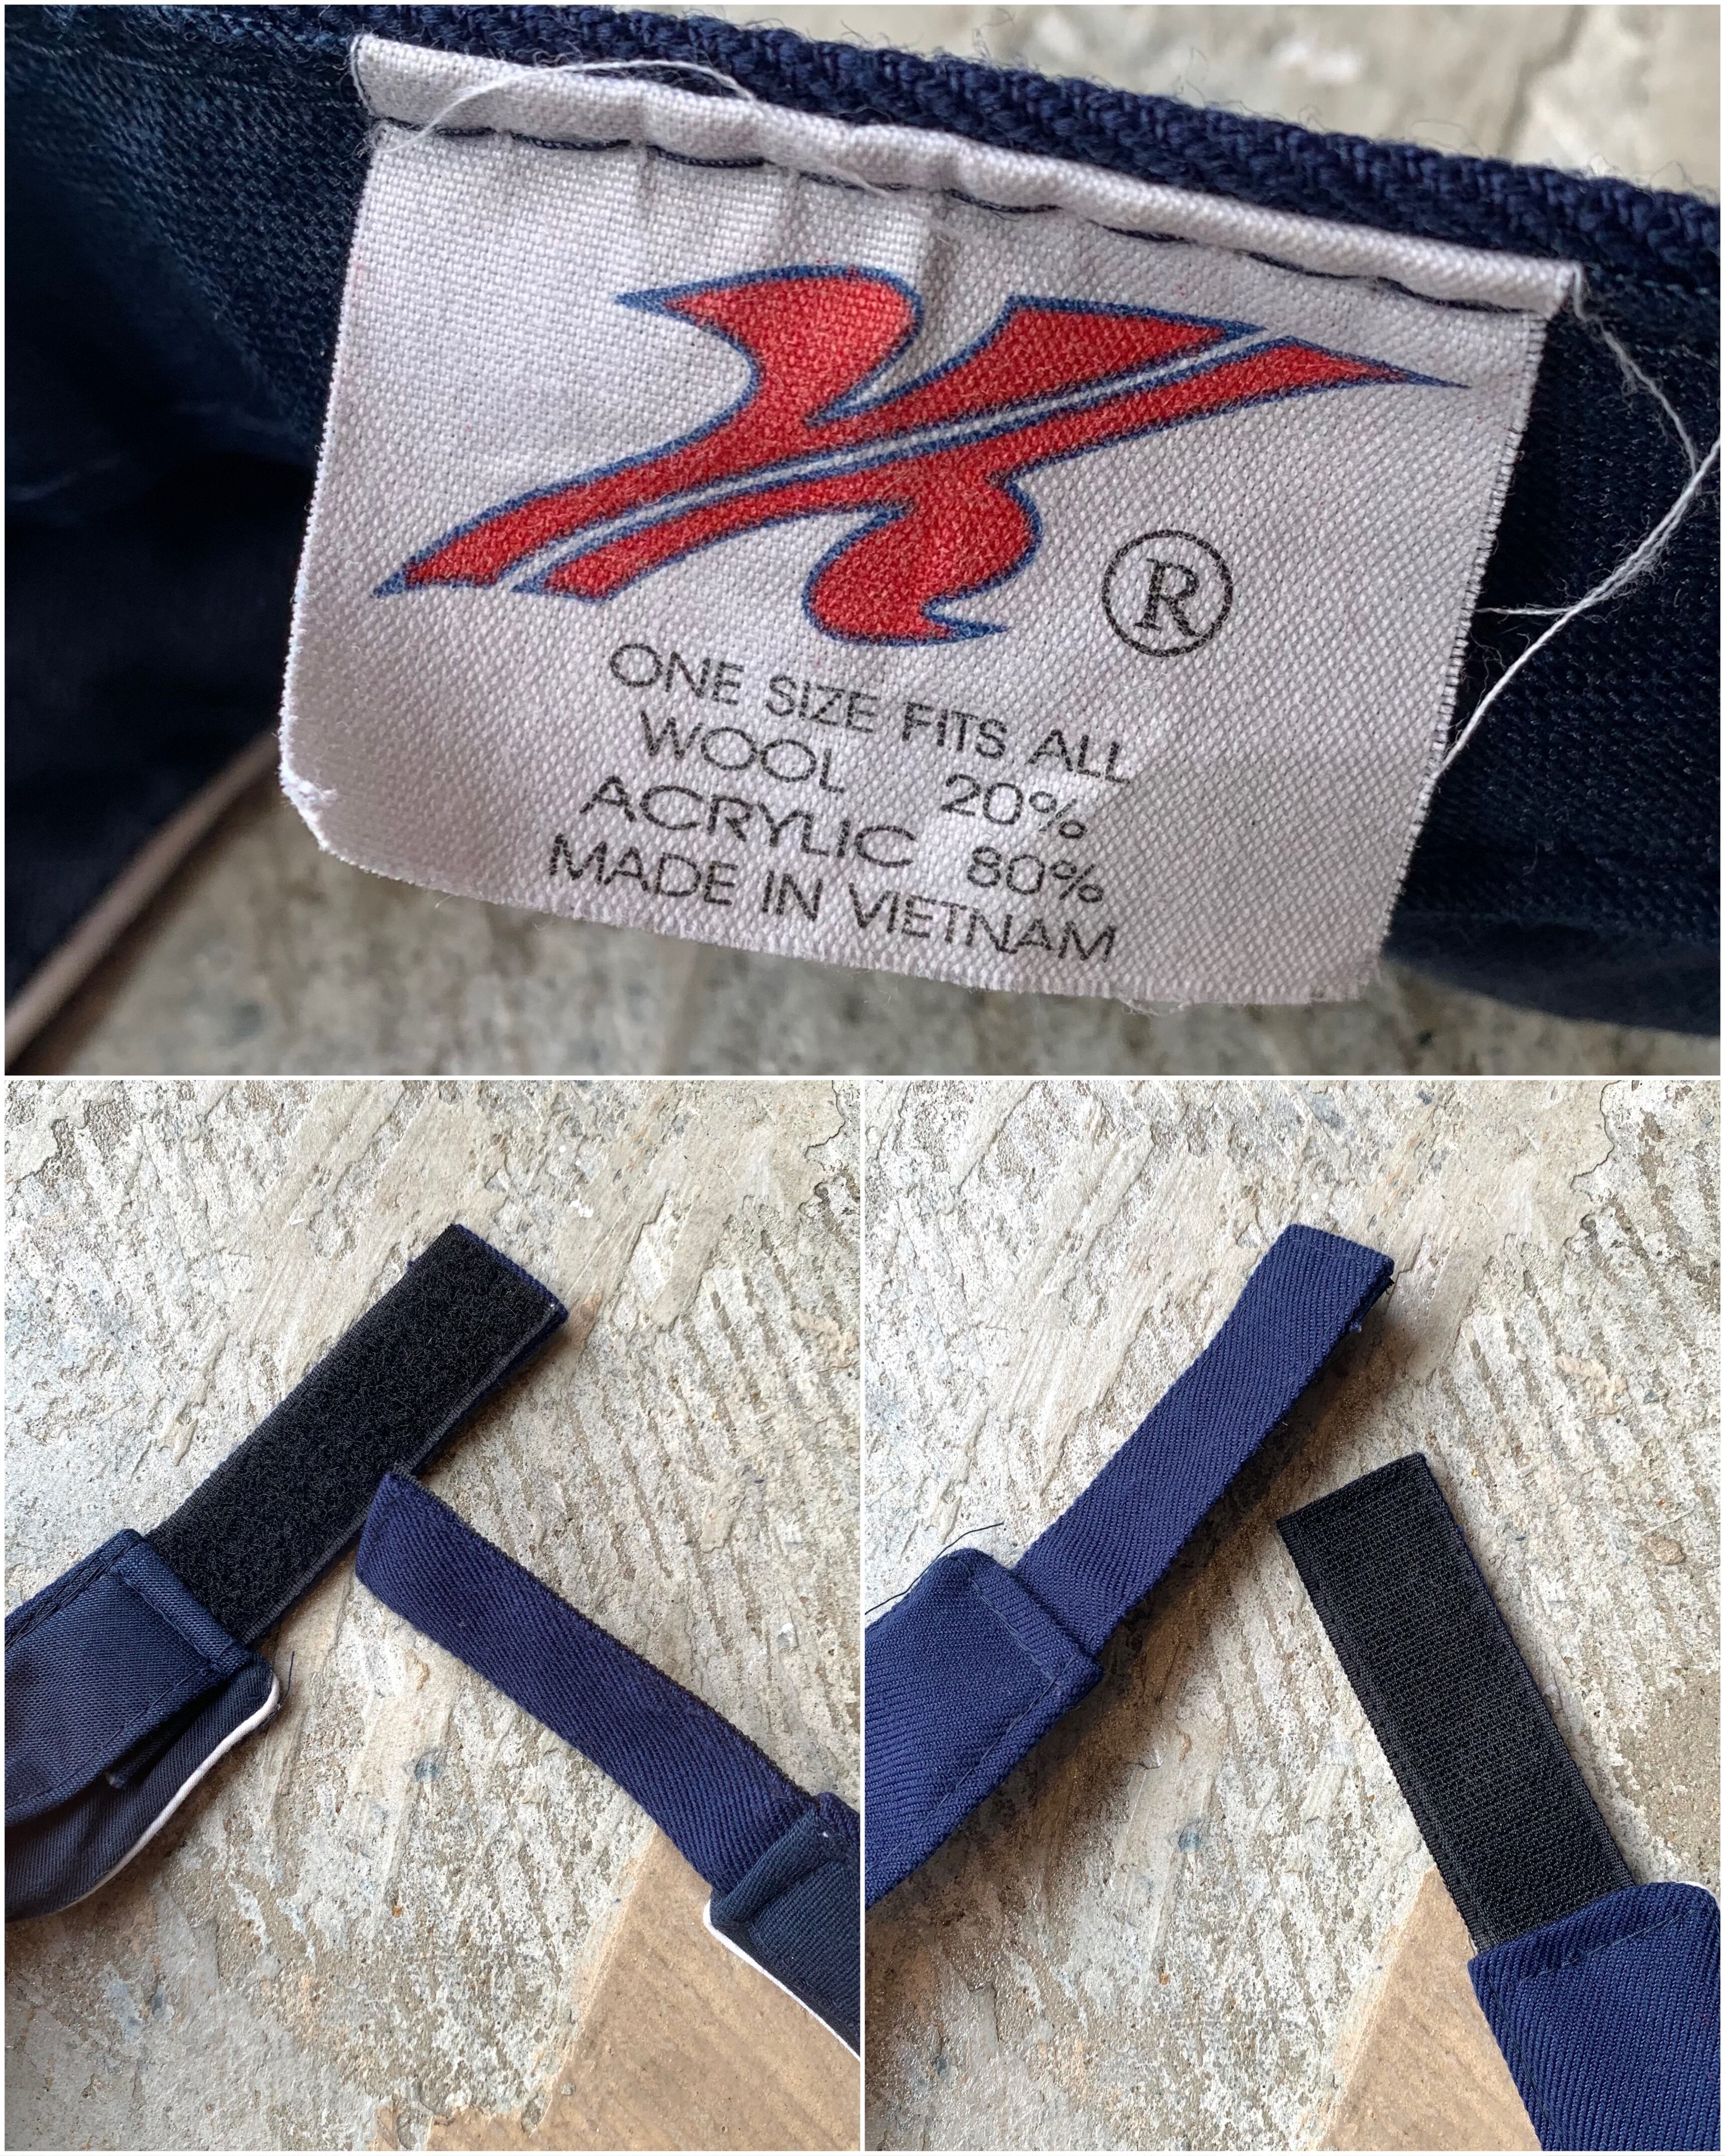 ®
ONE SIZE FITS ALL
WOOL 20%
ACRYLIC 80%
MADE IN VIETNAM